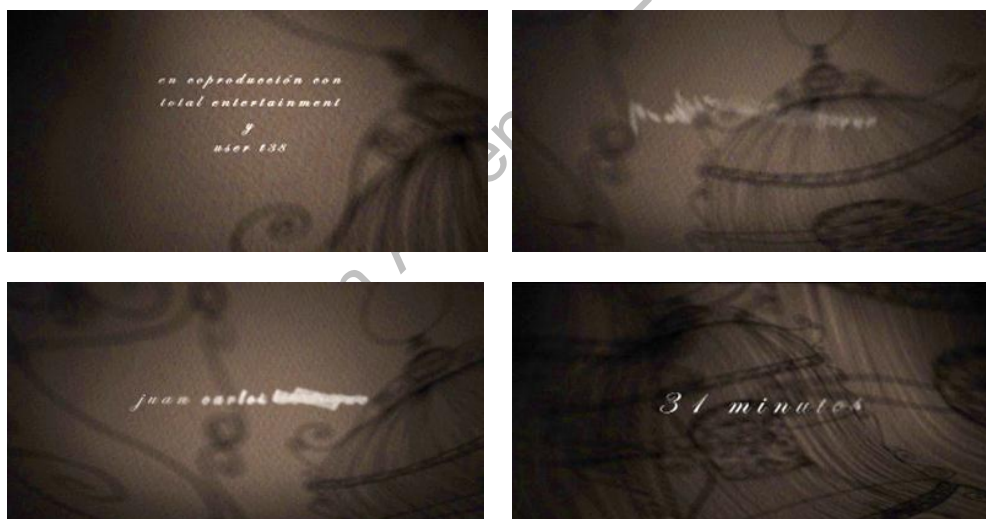 en coproducción con
total entertainment
y
user t38
juan carlos
31 minutos